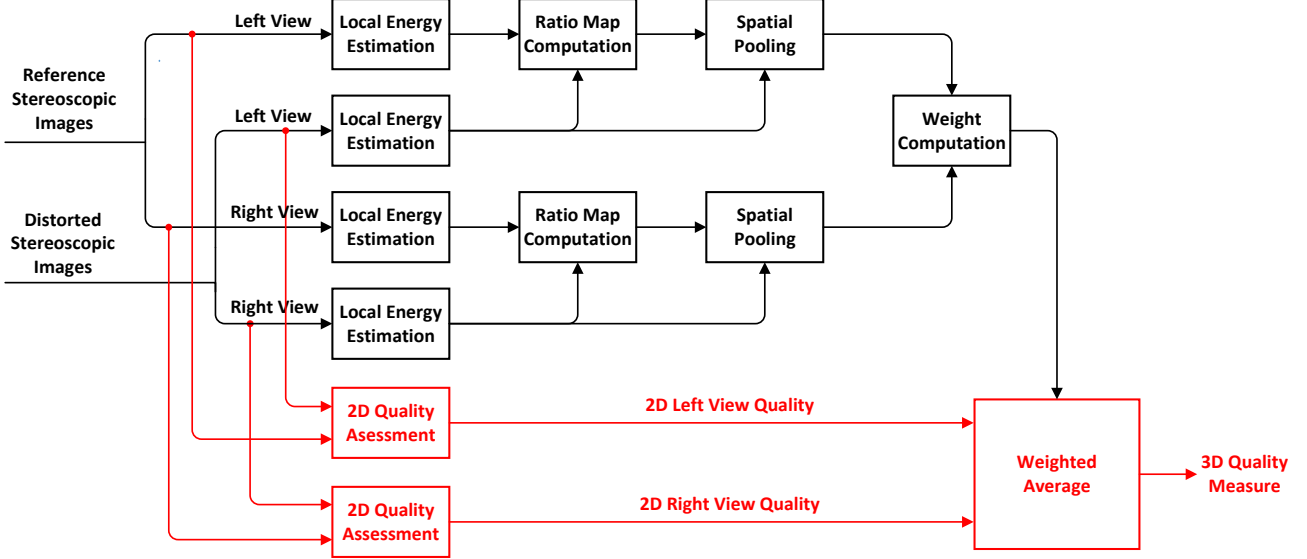 Left View
Local Energy
Estimation
Ratio Map
Computation
Spatial
Pooling
Reference
Stereoscopic
Images
Left View
Local Energy
Estimation
Weight
Computation
Distorted
Stereoscopic
Images
Right View
Local Energy
Estimation
Ratio Map
Computation
Spatial
Pooling
Right View
Local Energy
Estimation
2D Quality
Asessment
2D Left View Quality
Weighted
Average
3D Quality
Measure
2D Quality
Assessment
2D Right View Quality